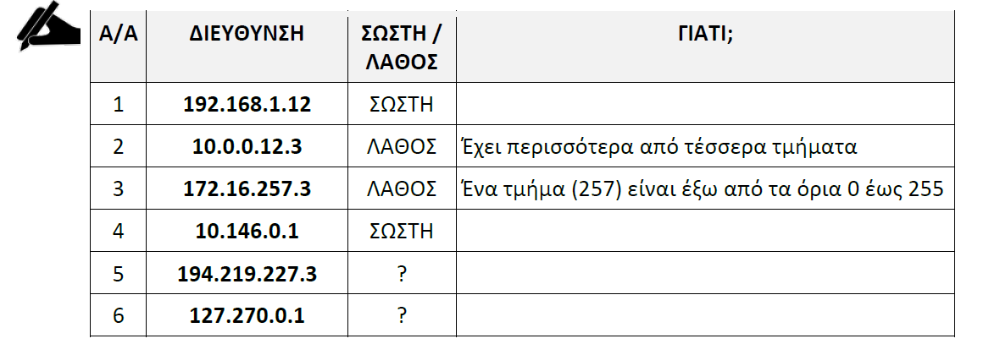 Α/Α ΔΙΕΥΘΥΝΣΗ ΣΩΣΤΗ / ΛΑΘΟΣ ΓΙΑΤΙ;
1 192.168.1.12 ΣΩΣΤΗ
2 10.0.0.12.3 ΛΑΘΟΣ Έχει περισσότερα από τέσσερα τμήματα
3 172.16.257.3 ΛΑΘΟΣ Ένα τμήμα (257) είναι έξω από τα όρια 0 έως 255
4 10.146.0.1 ΣΩΣΤΗ
5 194.219.227.3 ?
6 127.270.0.1 ?